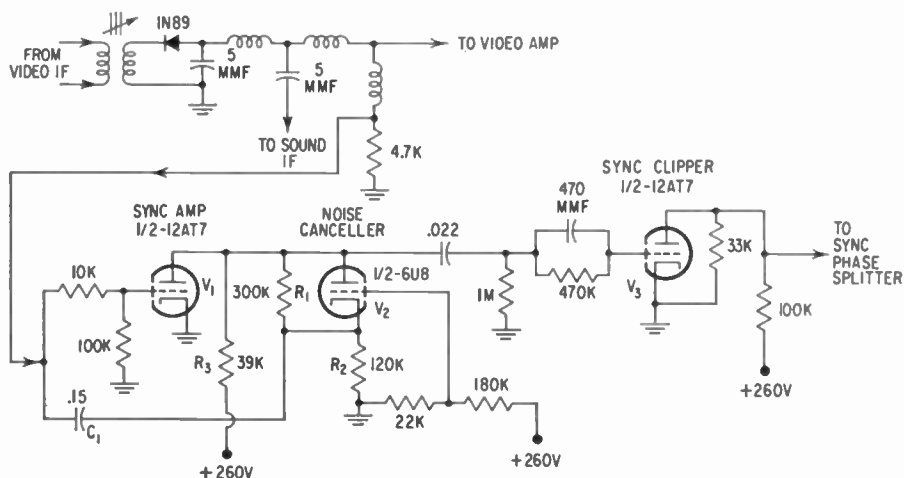 1N89
FROM
VIDEO IF
5
MMF
5
MMF
TO VIDEO AMP
TO SOUND
IF
4.7K
SYNC AMP
1/2-12AT7
NOISE
CANCELLER
SYNC CLIPPER
1/2-12AT7
470
MMF
.022
TO
SYNC
PHASE
SPLITTER
10K
V1
300K
R1
1/2-6U8
V2
1M
470K
V3
33K
100K
100K
R3
39K
R2
120K
180K
22K
.15
C1
+260V
+260V
+260V